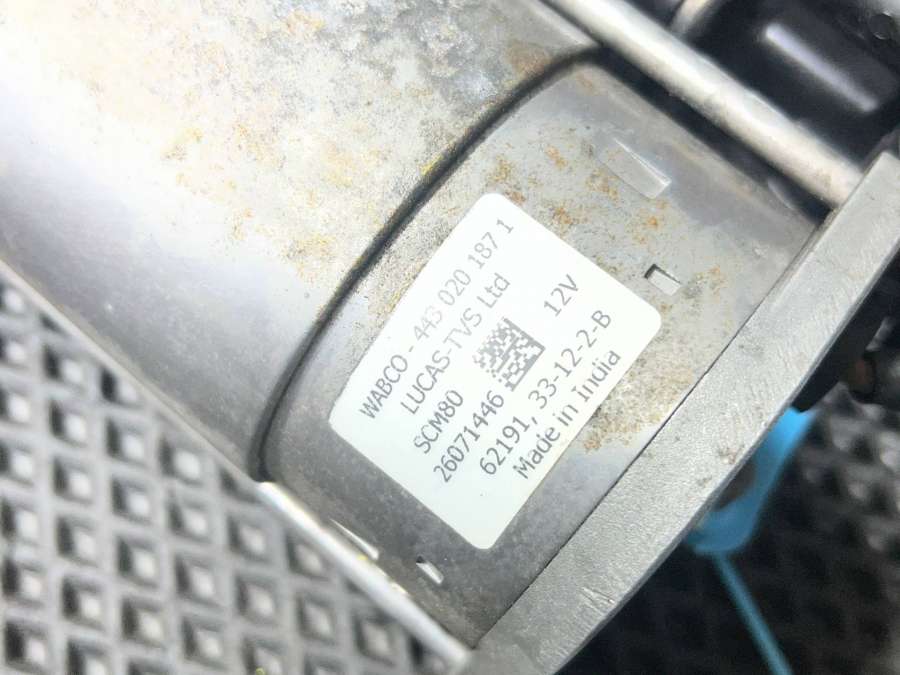 WABCO - 443 020 187 1
LUCAS-TVS Ltd
SCM80 12V
26071446
62191, 33-12-2-B
Made in India